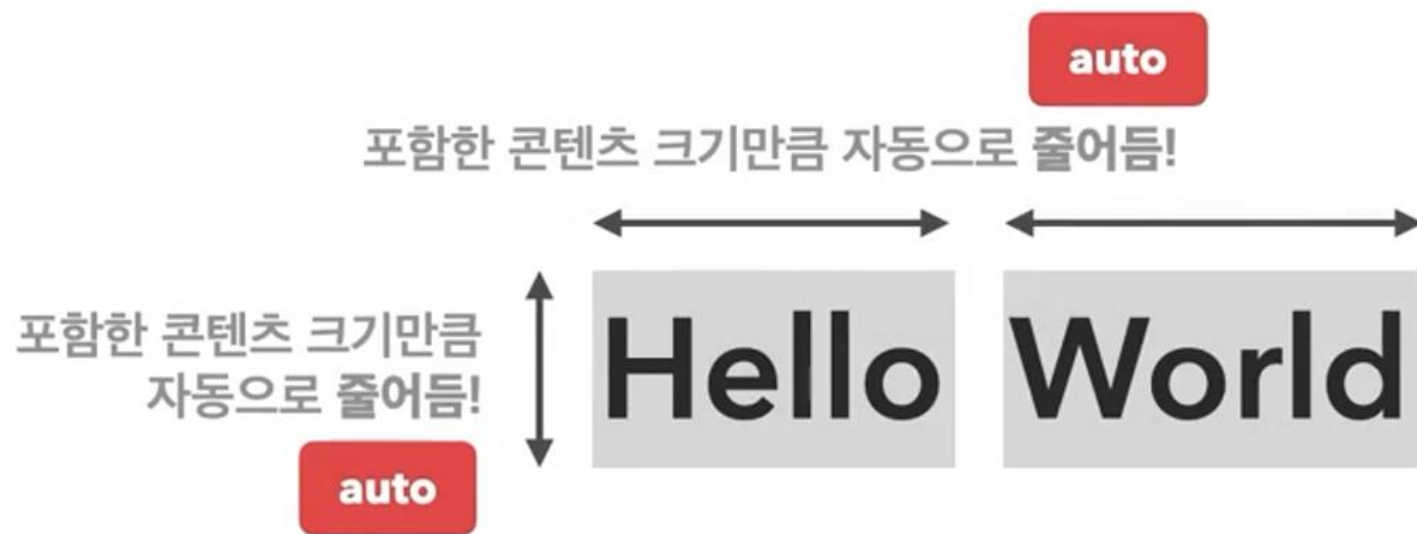 auto
포함한 콘텐츠 크기만큼 자동으로 줄어듬!
포함한 콘텐츠 크기만큼
자동으로 줄어듬!
auto
Hello World